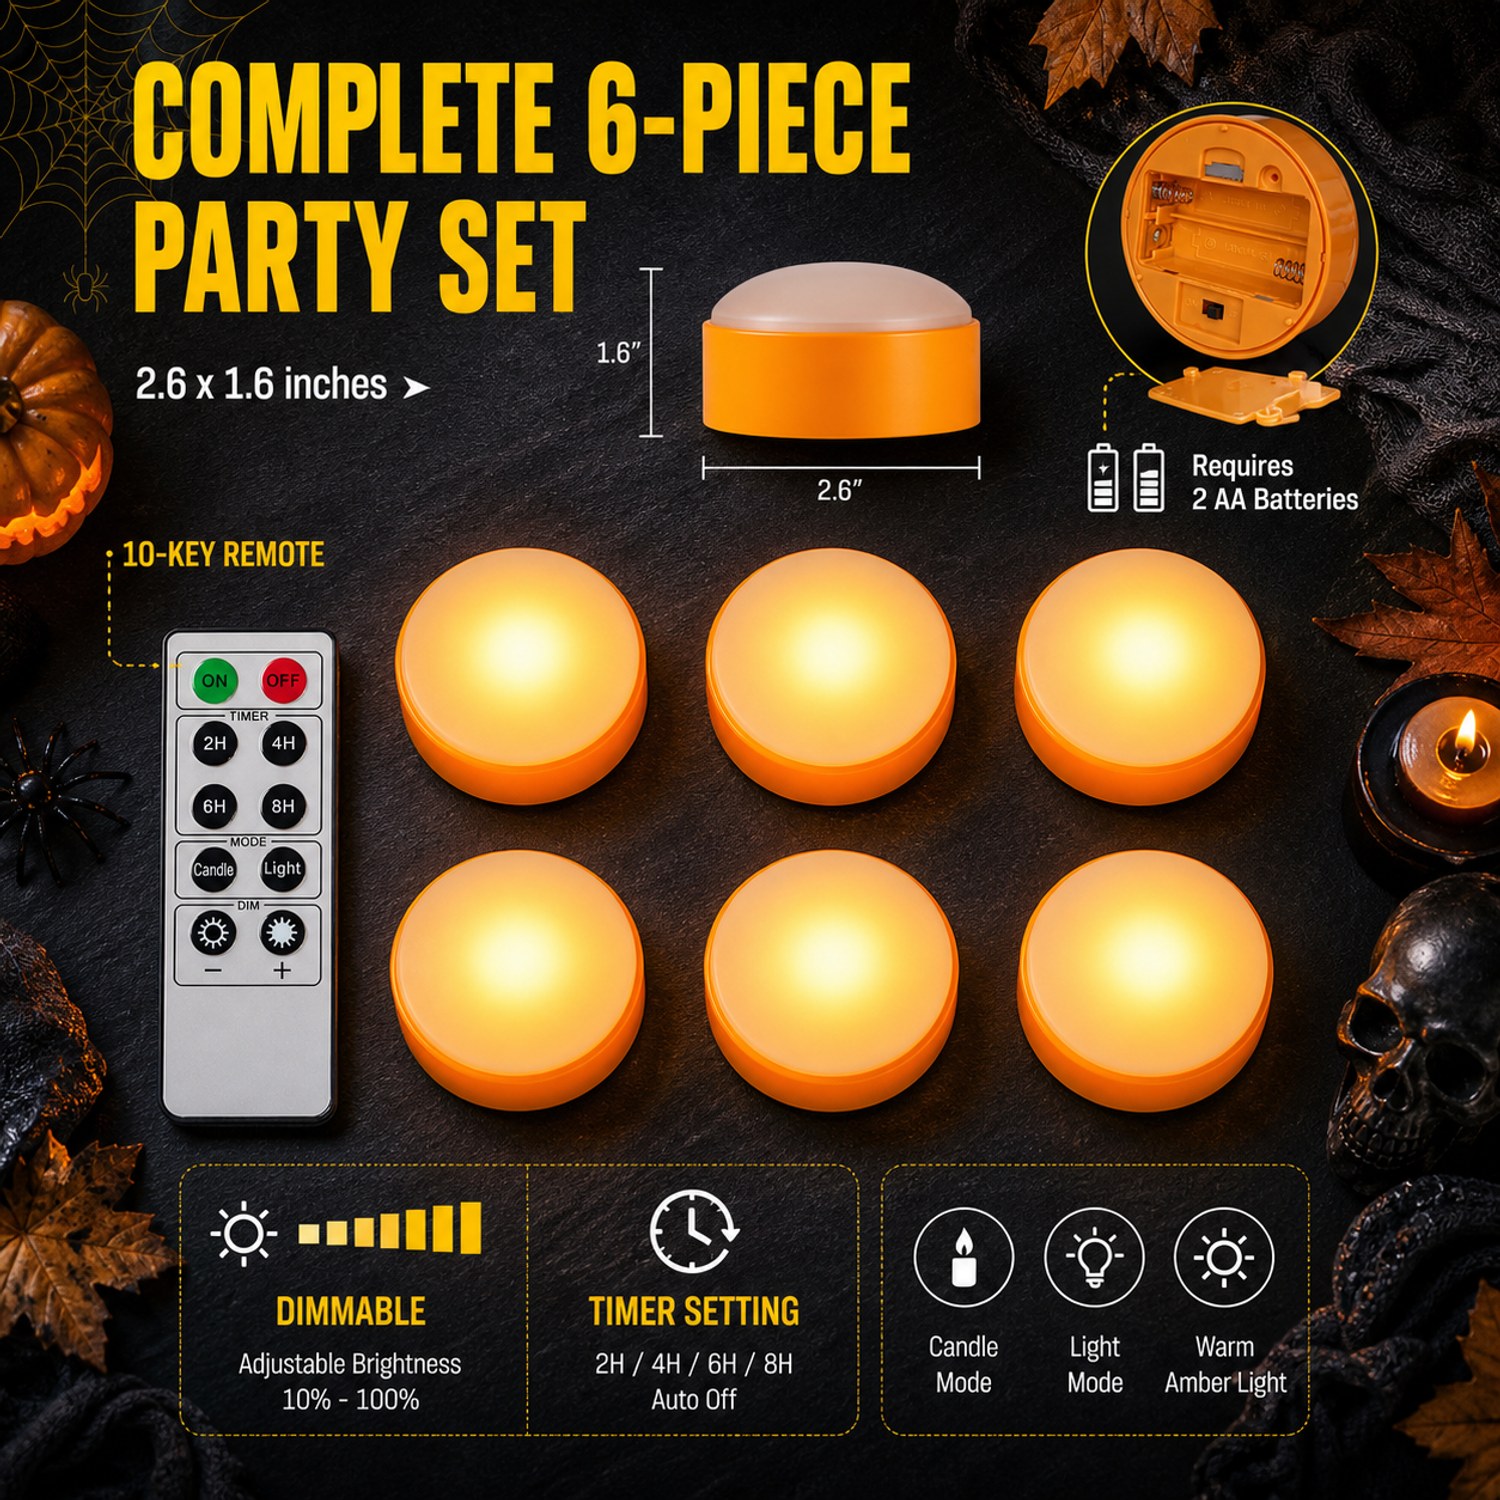 COMPLETE 6-PIECE
PARTY SET
2.6 x 1.6 inches
1.6"
2.6"
Requires
2 AA Batteries
10-KEY REMOTE
ON OFF
TIMER
2H 4H
6H 8H
MODE
Candle Light
DIM
− +
DIMMABLE
Adjustable Brightness
10% - 100%
TIMER SETTING
2H / 4H / 6H / 8H
Auto Off
Candle
Mode
Light
Mode
Warm
Amber Light